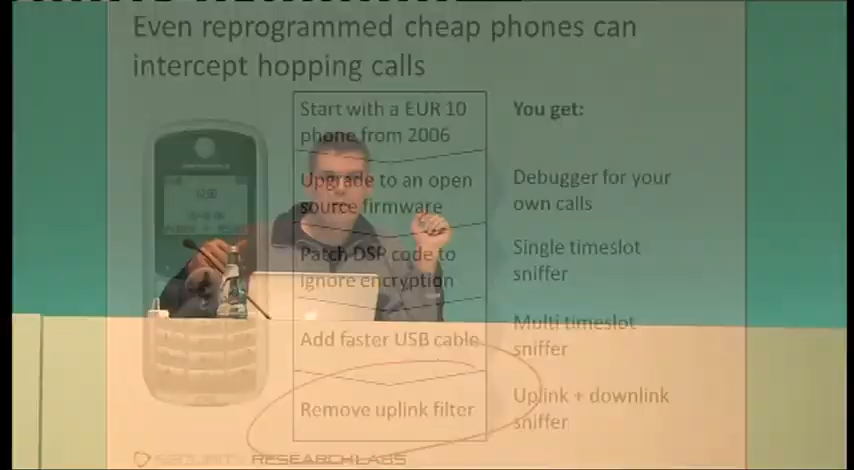 Even reprogrammed cheap phones can
intercept hopping calls
Start with a EUR 10
phone from 2006
You get:
Upgrade to an open
source firmware
Debugger for your
own calls
Patch DSP code to
ignore encryption
Single timeslot
sniffer
Add faster USB cable
Multi timeslot
sniffer
Remove uplink filter
Uplink + downlink
sniffer
SECURITY RESEARCH LABS